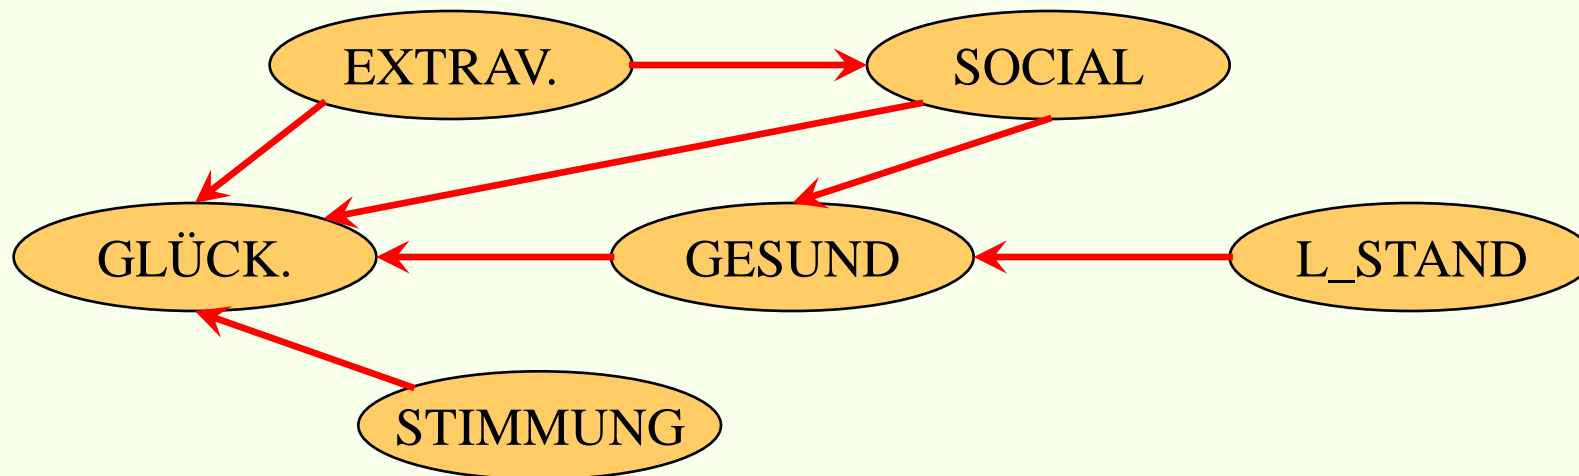 EXTRAV.
SOCIAL
GLÜCK.
GESUND
L_STAND
STIMMUNG